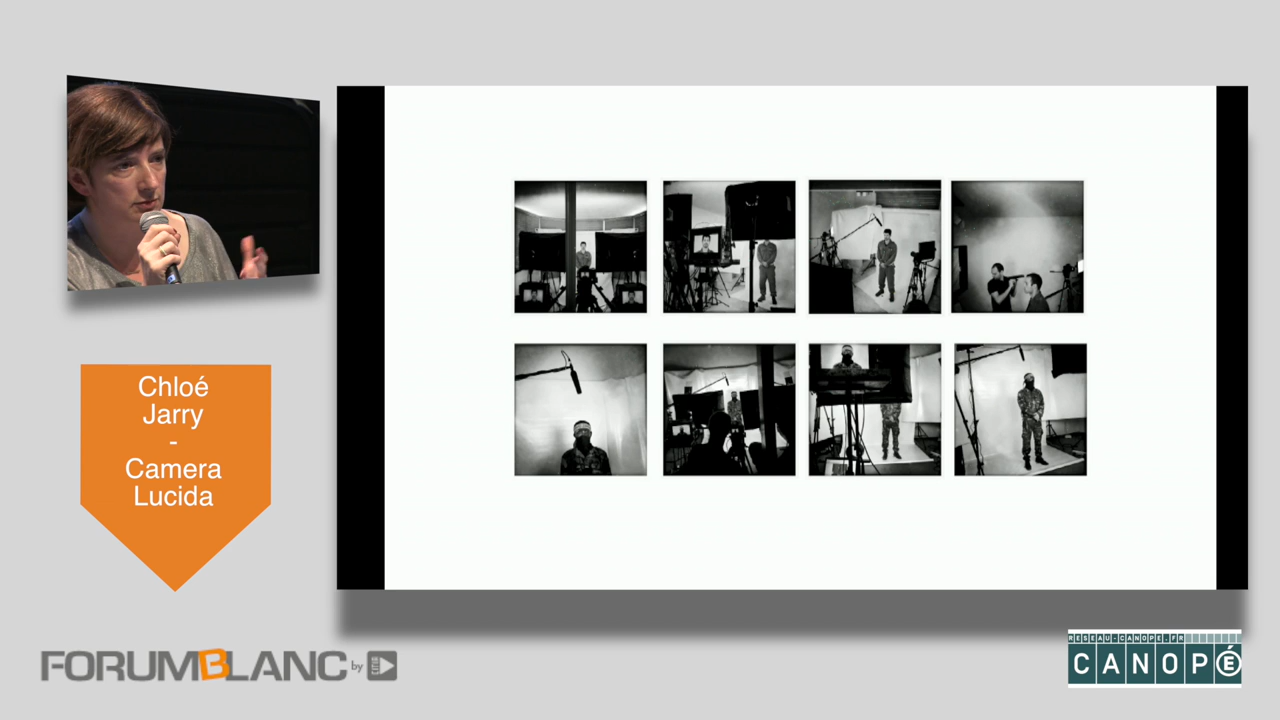 Chloé
Jarry
-
Camera
Lucida
FORUMBLANC by
RESEAU-CANOPE.FR
CANOPÉ